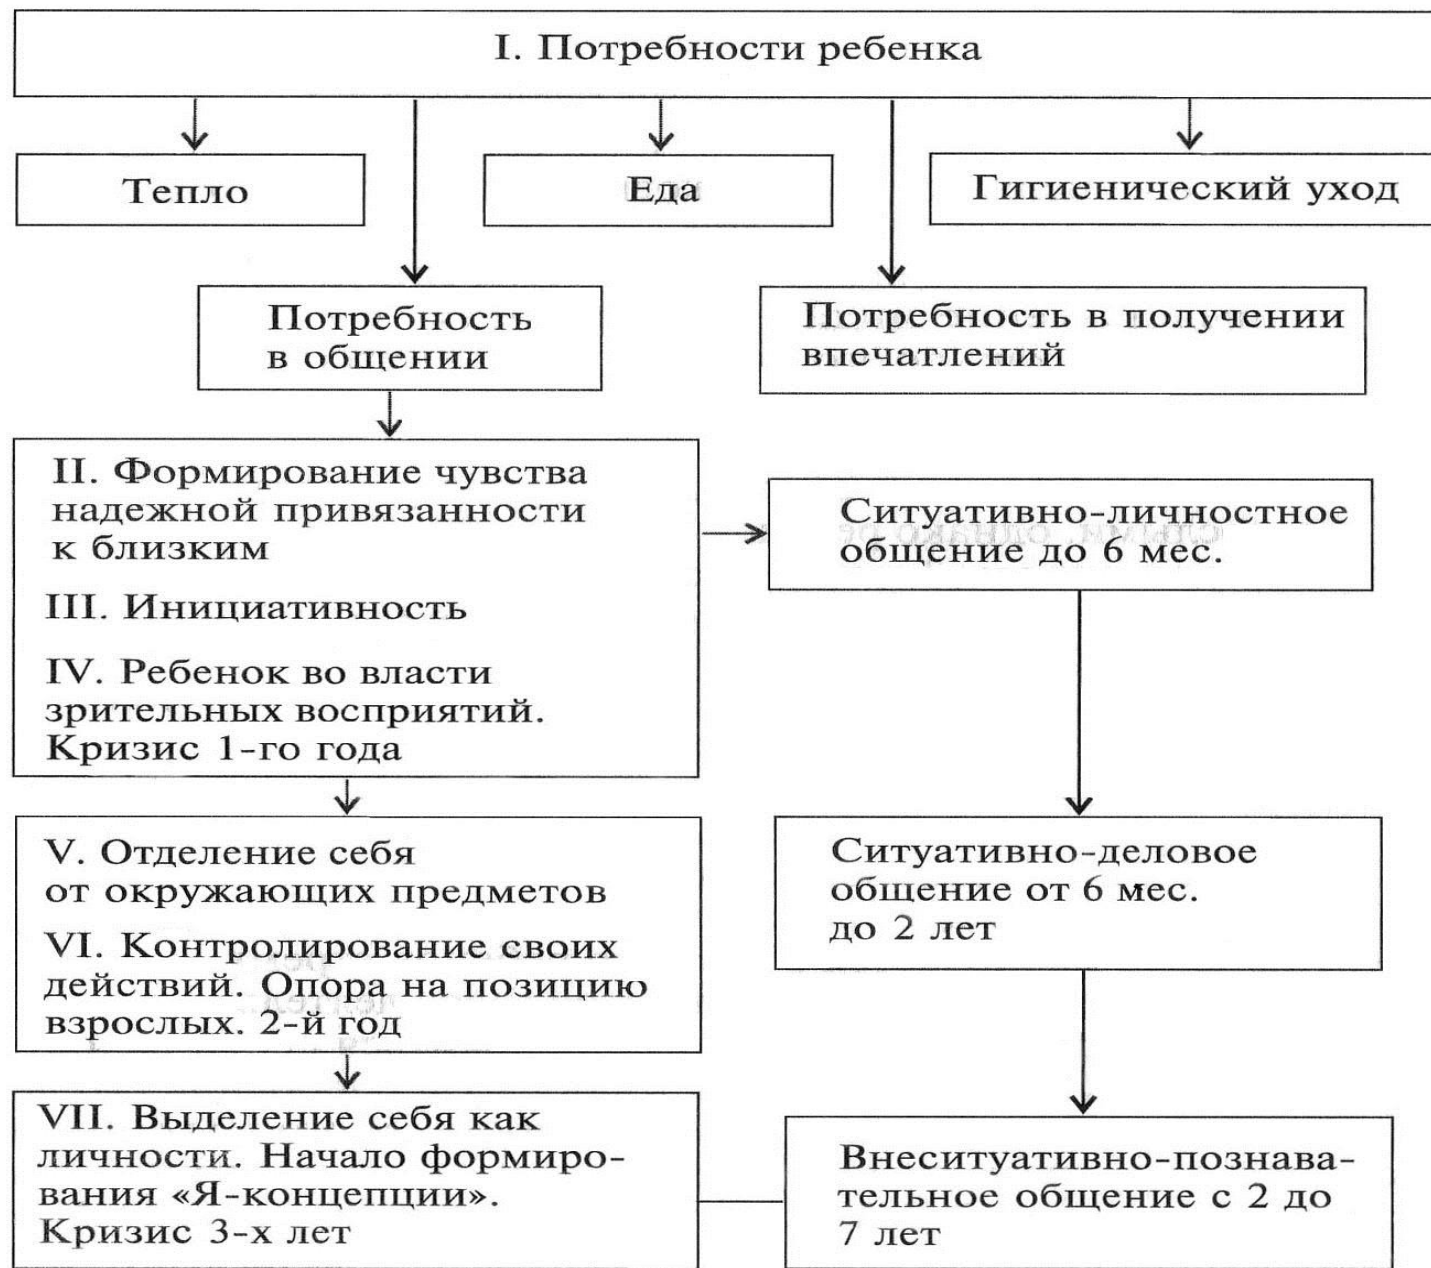 I. Потребности ребенка
Тепло
Еда
Гигиенический уход
Потребность
в общении
Потребность в получении
впечатлений
II. Формирование чувства
надежной привязанности
к близким
III. Инициативность
IV. Ребенок во власти
зрительных восприятий.
Кризис 1-го года
Ситуативно-личностное
общение до 6 мес.
V. Отделение себя
от окружающих предметов
VI. Контролирование своих
действий. Опора на позицию
взрослых. 2-й год
Ситуативно-деловое
общение от 6 мес.
до 2 лет
VII. Выделение себя как
личности. Начало формиро-
вания «Я-концепции».
Кризис 3-х лет
Внеситуативно-познава-
тельное общение с 2 до
7 лет